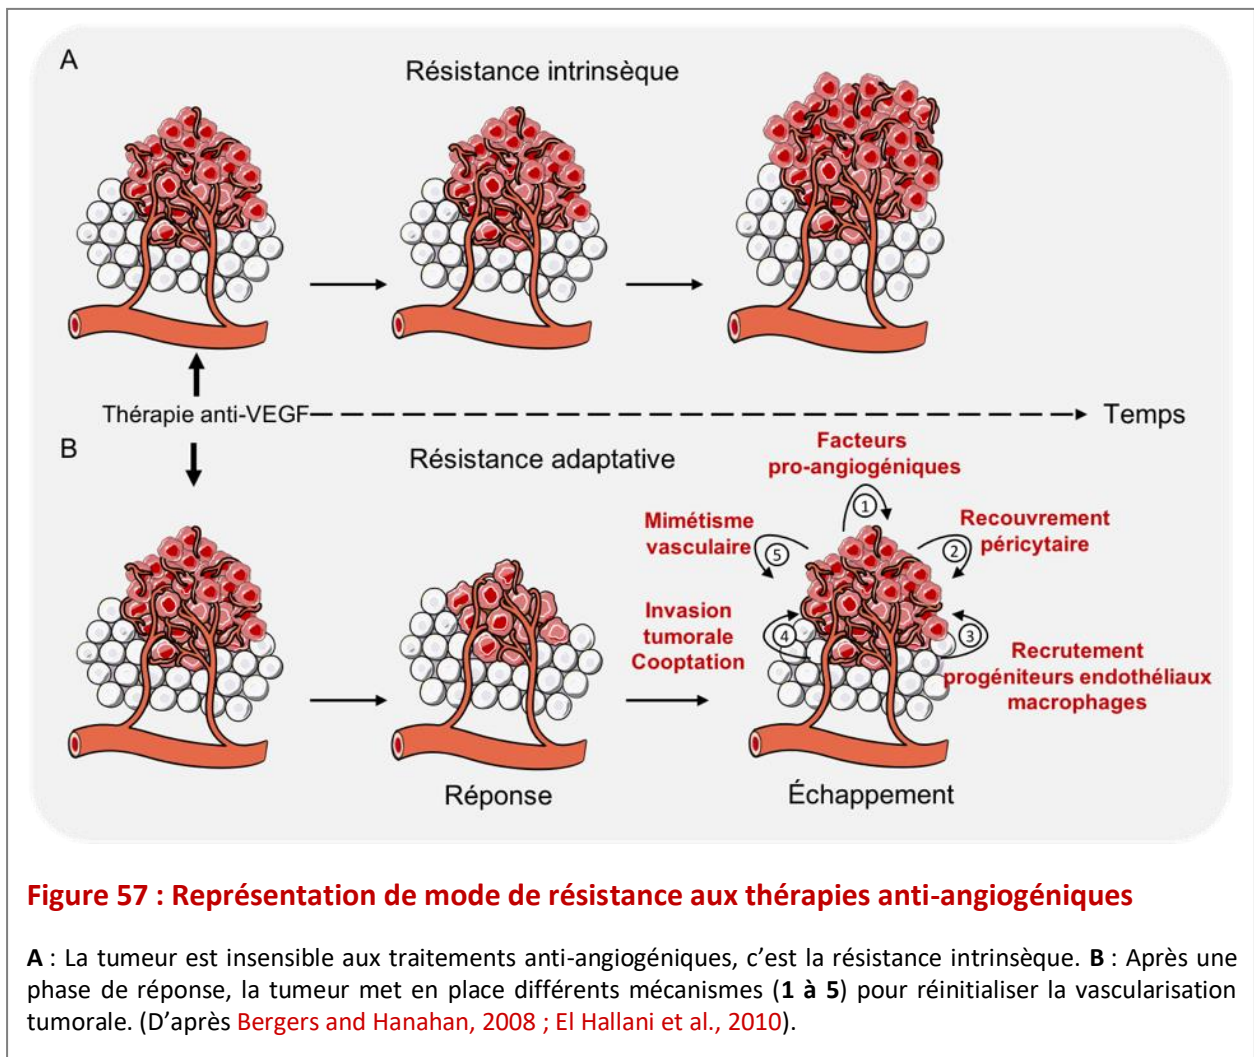 A
Résistance intrinsèque
Thérapie anti-VEGF
Temps
B
Résistance adaptative
Facteurs
pro-angiogéniques
1
Mimétisme
vasculaire
5
Recouvrement
péricytaire
2
Invasion
tumorale
Cooptation
4
3
Recrutement
progéniteurs endothéliaux
macrophages
Réponse
Échappement
Figure 57 : Représentation de mode de résistance aux thérapies anti-angiogéniques
A : La tumeur est insensible aux traitements anti-angiogéniques, c’est la résistance intrinsèque. B : Après une
phase de réponse, la tumeur met en place différents mécanismes (1 à 5) pour réinitialiser la vascularisation
tumorale. (D’après Bergers and Hanahan, 2008 ; El Hallani et al., 2010).